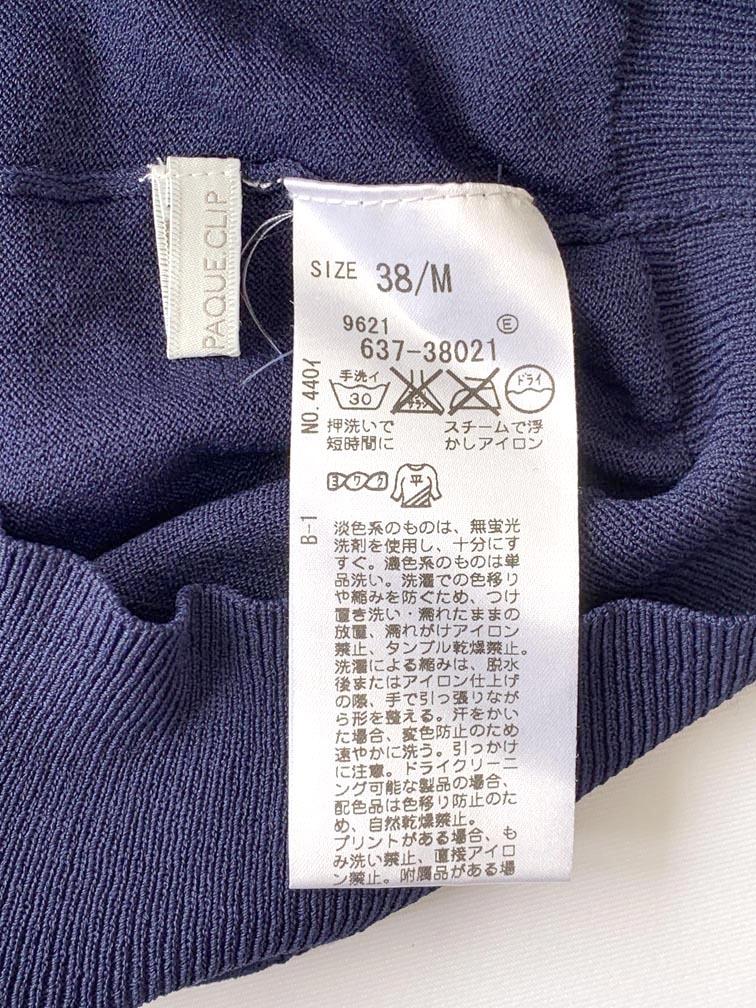 PAQUE.CLIP
SIZE 38/M
9621 Ⓔ
637-38021
NO.440イ
手洗イ
30
ドライ
押洗いで
短時間に
スチームで浮
かしアイロン
ヨワク
平
B-1
淡色系のものは、無蛍光
洗剤を使用し、十分にす
すぐ。濃色系のものは単
品洗い。洗濯での色移り
や縮みを防ぐため、つけ
置き洗い・濡れたままの
放置、濡れがけアイロン
禁止、タンブル乾燥禁止。
洗濯による縮みは、脱水
後またはアイロン仕上げ
の際、手で引っ張りなが
ら形を整える。汗をかい
た場合、変色防止のため
速やかに洗う。引っかけ
に注意。ドライクリーニ
ング可能な製品の場合、
配色品は色移り防止のた
め、自然乾燥禁止。
プリントがある場合、も
み洗い禁止、直接アイロ
ン禁止。附属品がある場